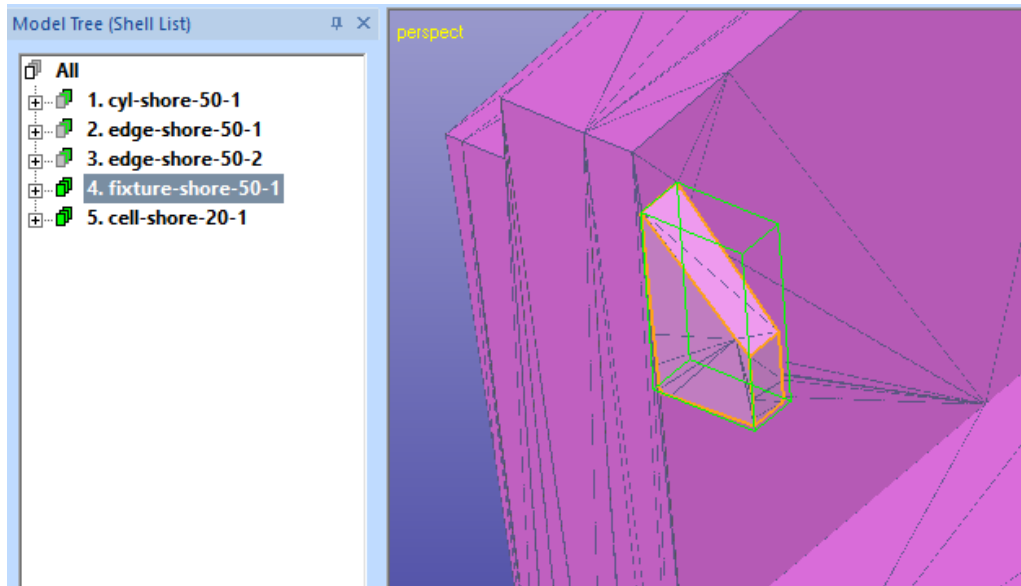 Model Tree (Shell List)
All
1. cyl-shore-50-1
2. edge-shore-50-1
3. edge-shore-50-2
4. fixture-shore-50-1
5. cell-shore-20-1
perspect